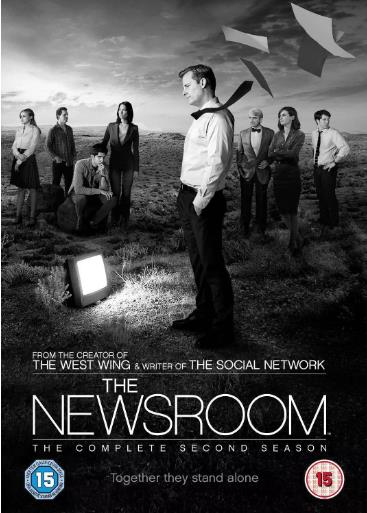 FROM THE CREATOR OF
THE WEST WING & WRITER OF THE SOCIAL NETWORK
THE
NEWSROOM
THE COMPLETE SECOND SEASON
15
Together they stand alone
15